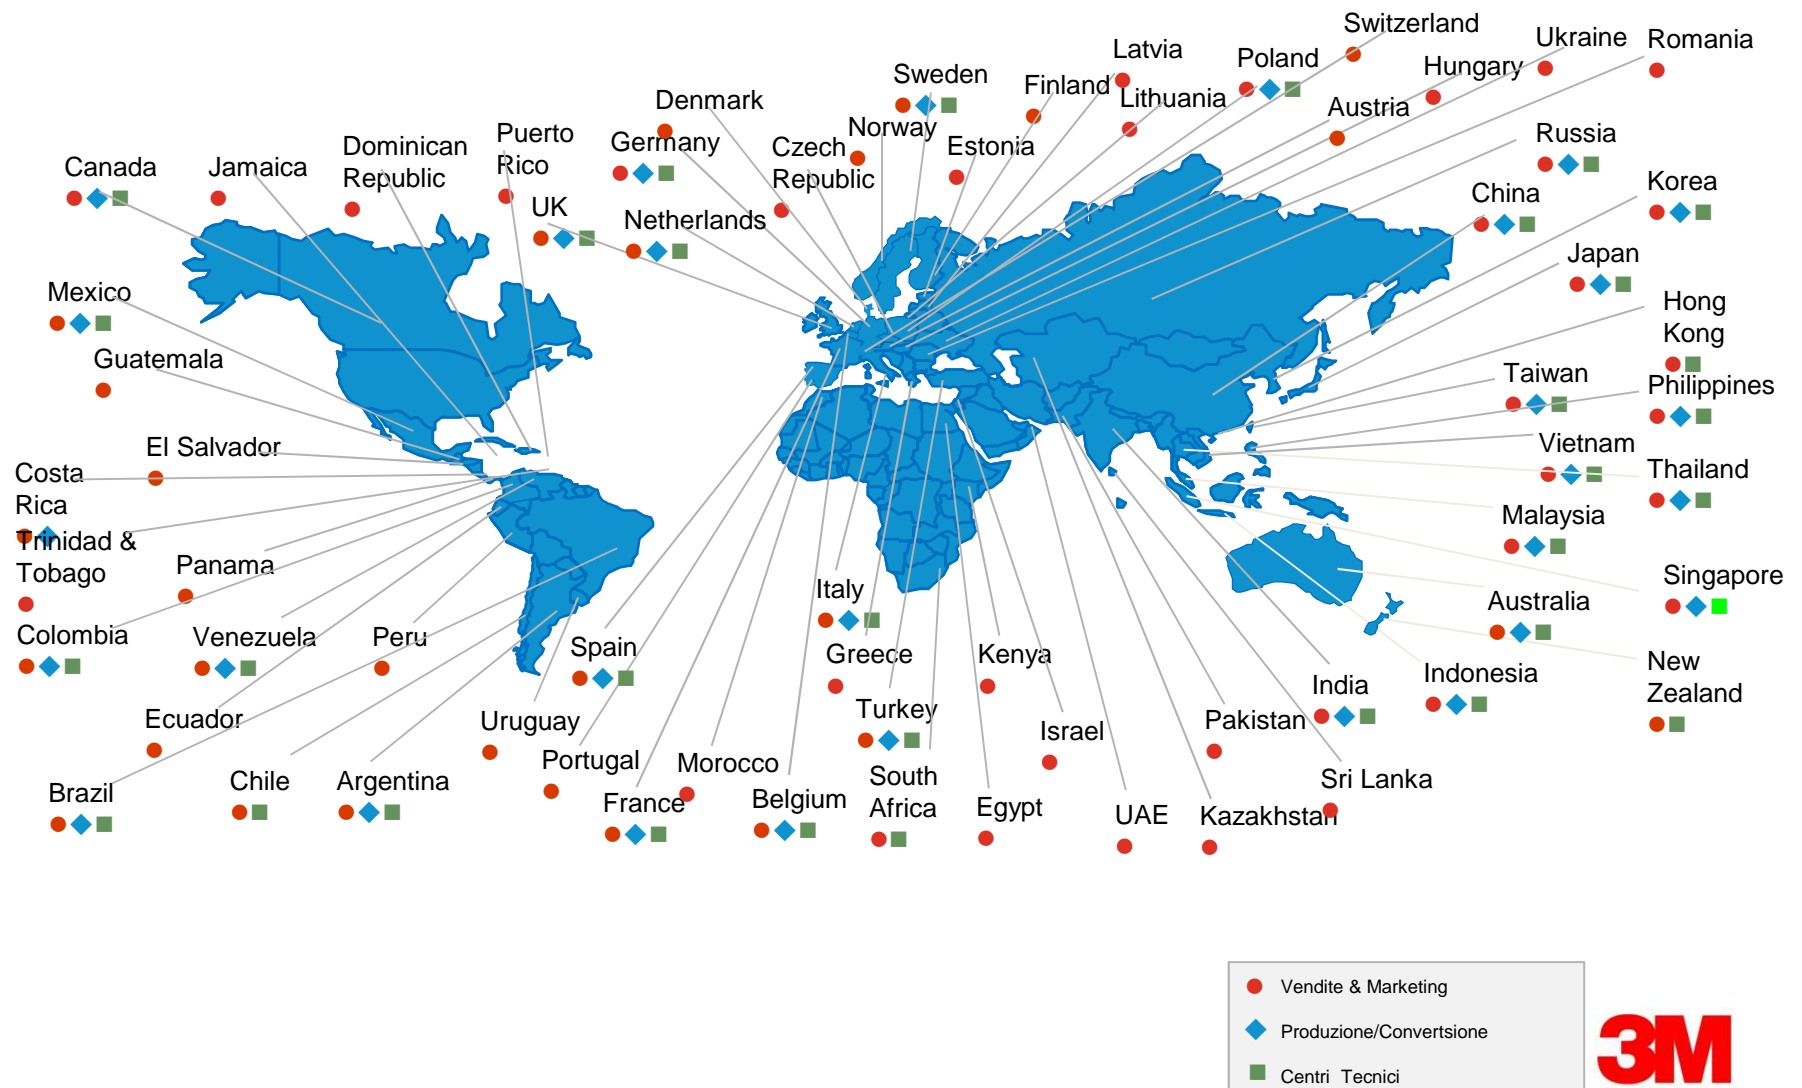 Switzerland
Ukraine
Romania
Latvia
Poland
Hungary
Sweden
Finland
Lithuania
Denmark
Austria
Norway
Puerto
Rico
Germany
Czech
Republic
Estonia
Russia
Dominican
Republic
Canada
Jamaica
Korea
China
UK
Netherlands
Japan
Mexico
Hong
Kong
Guatemala
Taiwan
Philippines
El Salvador
Vietnam
Costa
Rica
Thailand
Malaysia
Trinidad &
Tobago
Panama
Singapore
Italy
Australia
Colombia
Venezuela
Peru
Spain
Greece
Kenya
New
Zealand
Indonesia
India
Ecuador
Uruguay
Turkey
Pakistan
Israel
Portugal
Morocco
South
Africa
Sri Lanka
Brazil
Chile
Argentina
France
Belgium
Egypt
UAE
Kazakhstan
Vendite & Marketing
Produzione/Convertsione
Centri Tecnici
3M